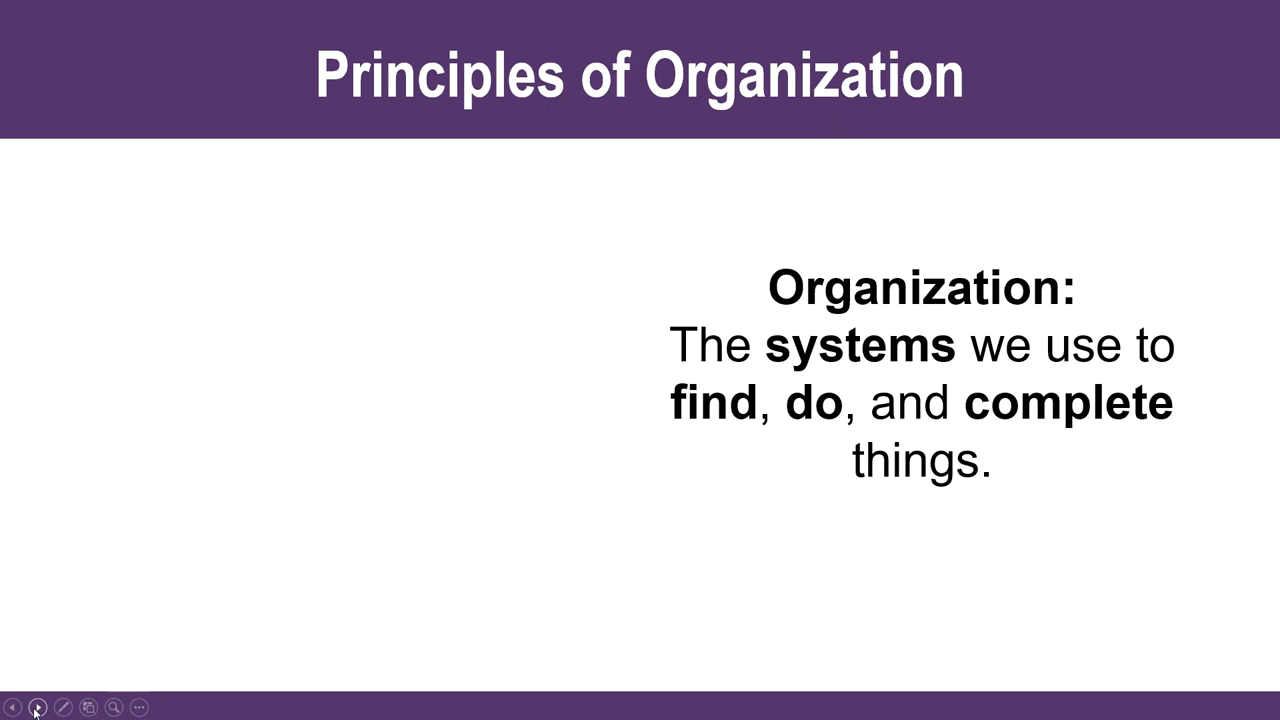 Principles of Organization
Organization:
The systems we use to
find, do, and complete
things.